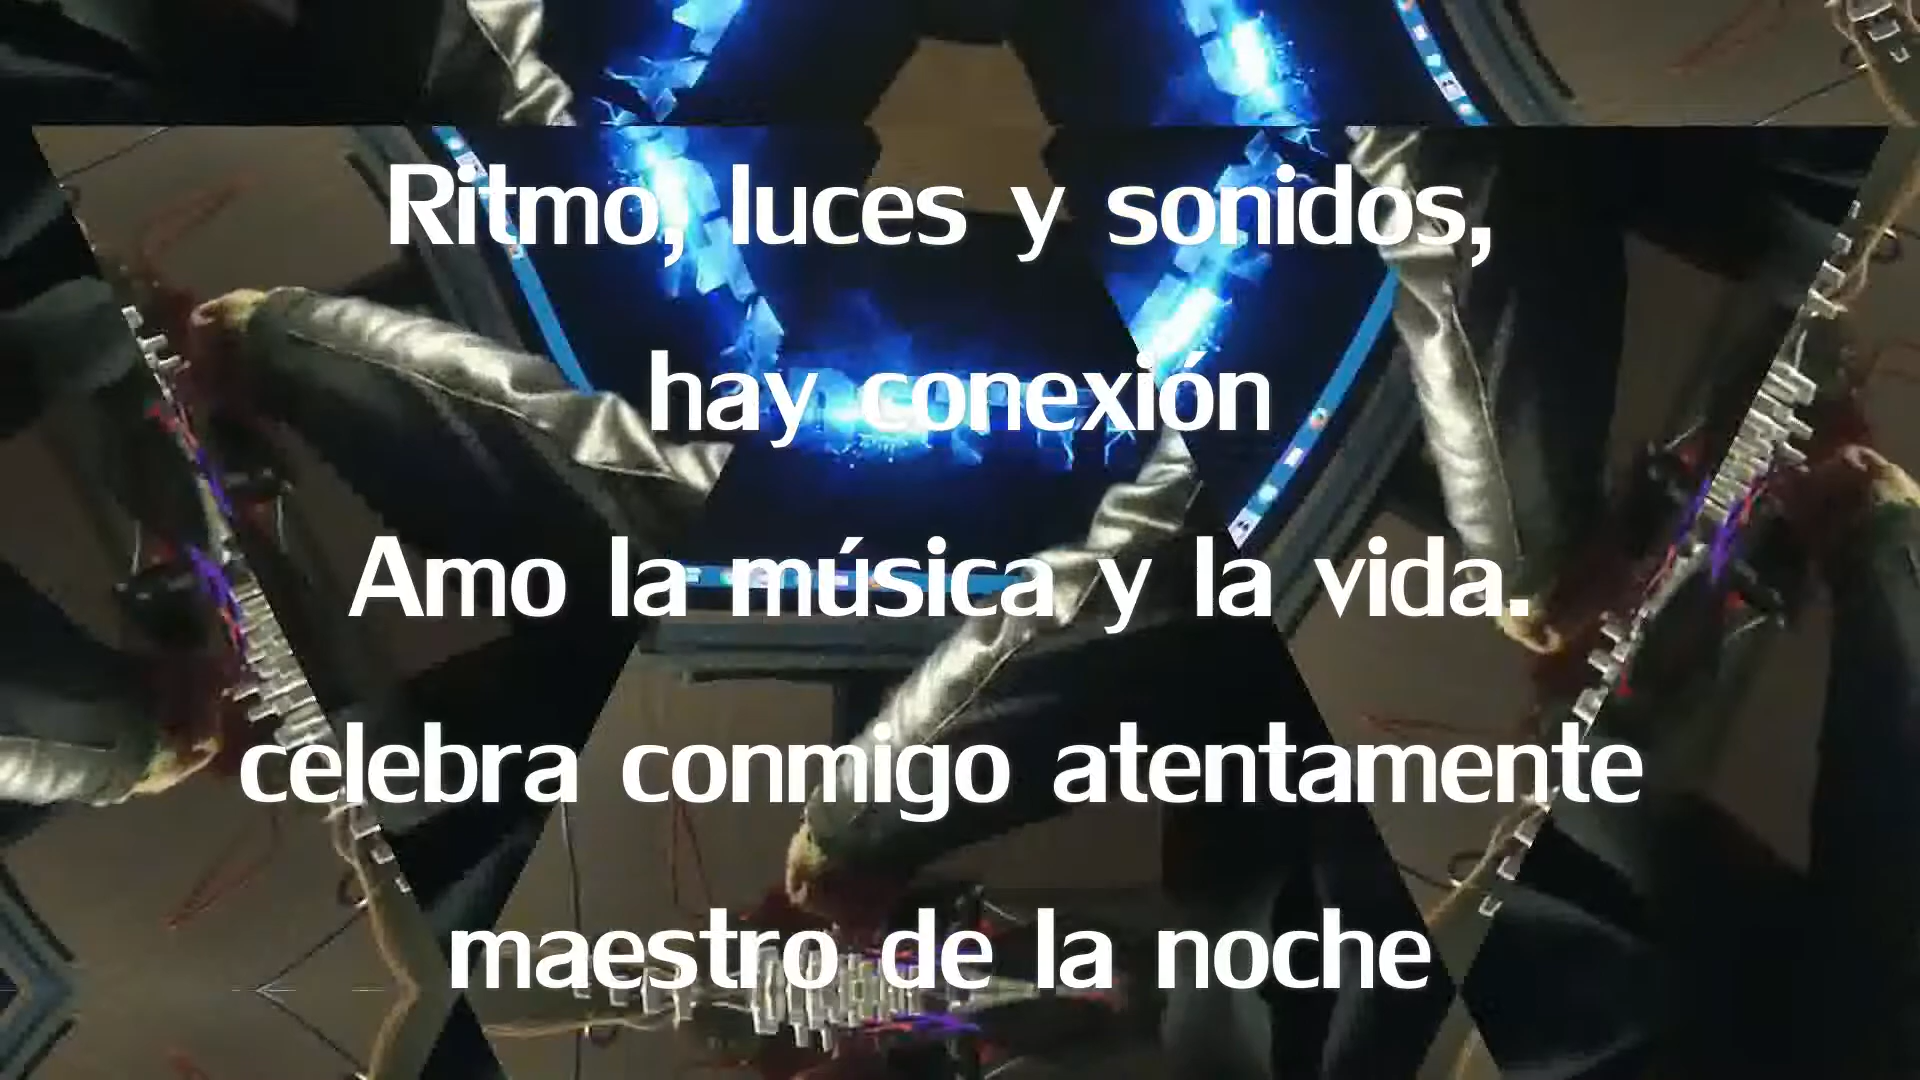 Ritmo, luces y sonidos,
hay conexión
Amo la música y la vida.
celebra conmigo atentamente
maestro de la noche